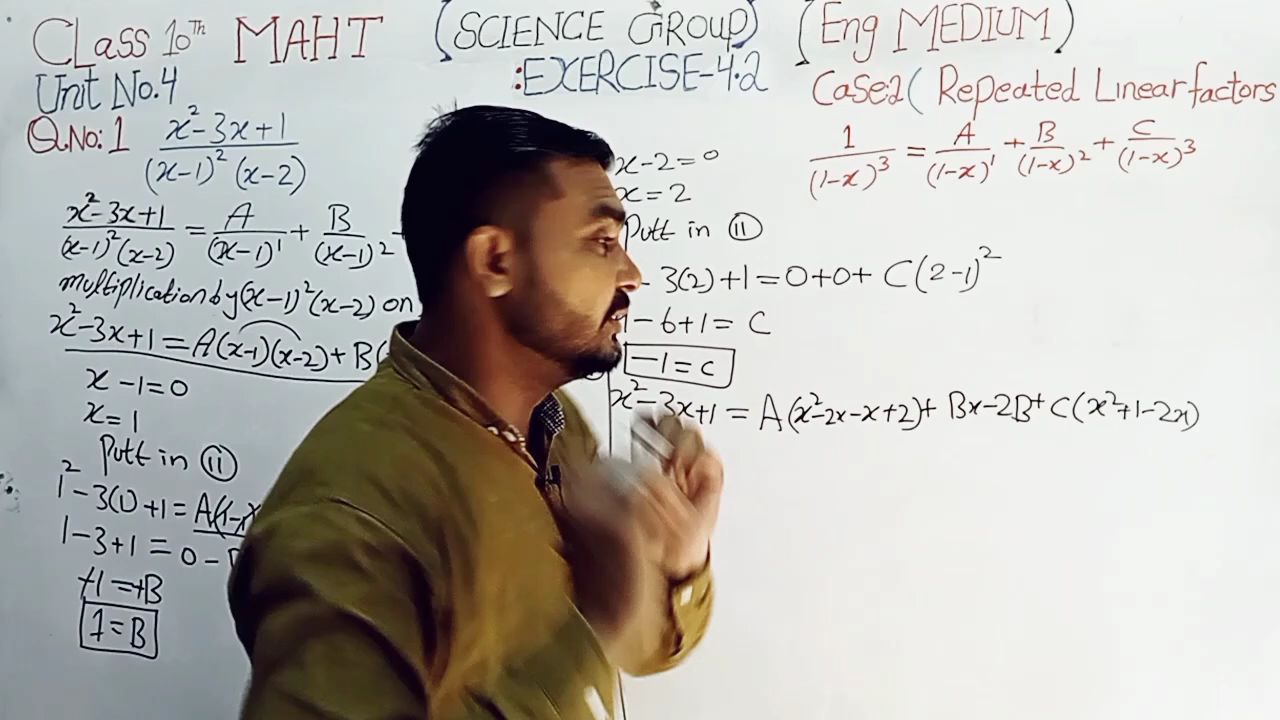 CLass 10TH MAHT (SCIENCE GrouP) (Eng MEDIUM)
Unit No.4 :EXERCISE-4.2 Case:2( Repeated Linear factors
Q.No: 1 x²-3x+1 / (x-1)² (x-2)
1/(1-x)³ = A/(1-x)¹ + B/(1-x)² + C/(1-x)³
x²-3x+1 / (x-1)²(x-2) = A/(x-1)¹ + B/(x-1)²
multiplication by (x-1)²(x-2) on
x²-3x+1 = A(x-1)(x-2) + B(
x-1=0
x=1
Putt in (11)
1²-3(1)+1 = A(1-
1-3+1 = 0-
+1=+B
1=B
x-2=0
x=2
Putt in (11)
- 3(2)+1=0+0+ C(2-1)²
-6+1= C
-1=c
x²-3x+1 = A(x²-2x-x+2)+ Bx-2B+ C(x²+1-2x)